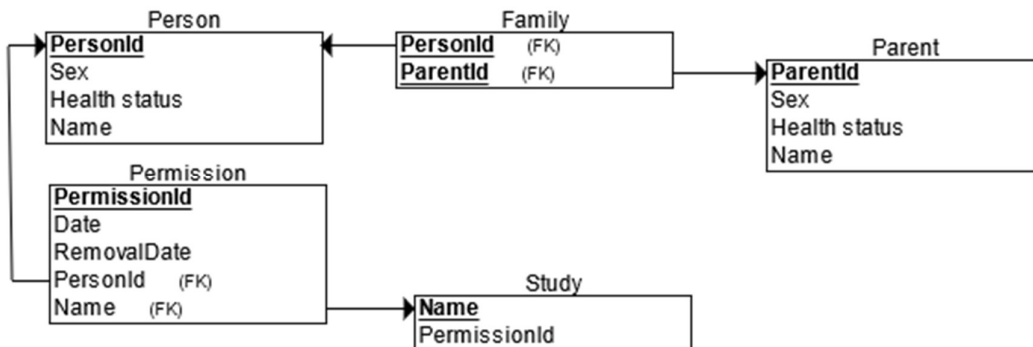 Person
PersonId
Sex
Health status
Name
Family
PersonId (FK)
ParentId (FK)
Parent
ParentId
Sex
Health status
Name
Permission
PermissionId
Date
RemovalDate
PersonId (FK)
Name (FK)
Study
Name
PermissionId